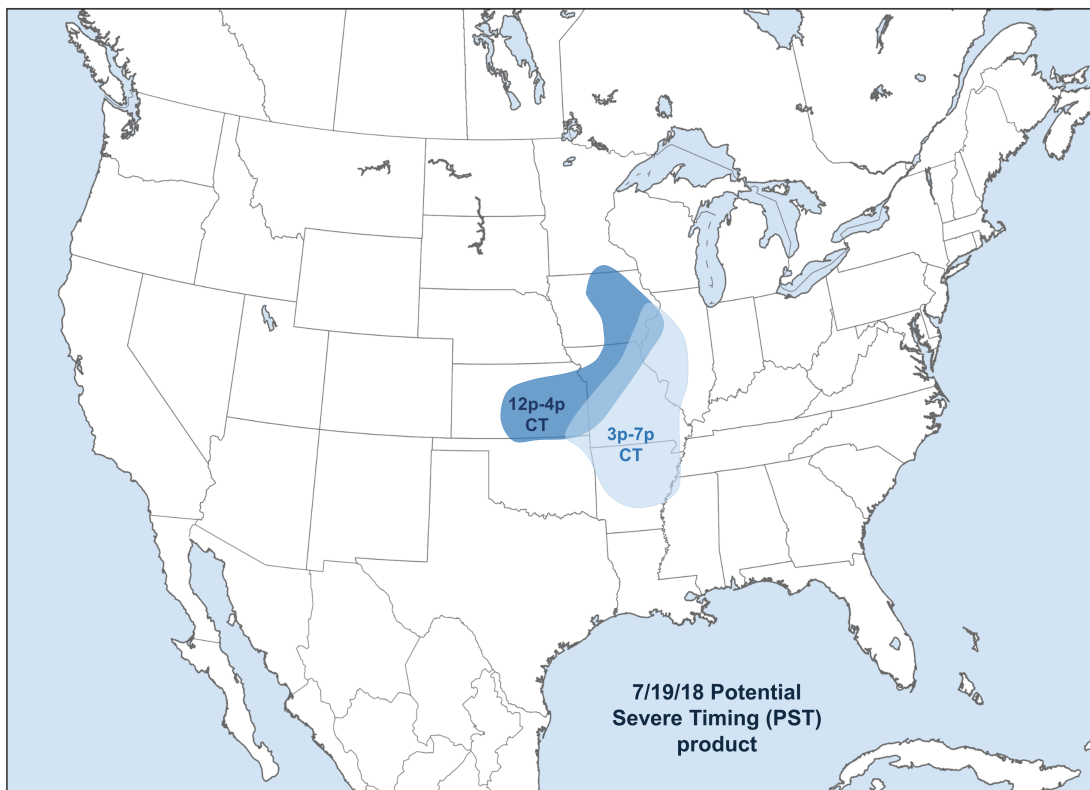 12p-4p
CT
3p-7p
CT
7/19/18 Potential
Severe Timing (PST)
product